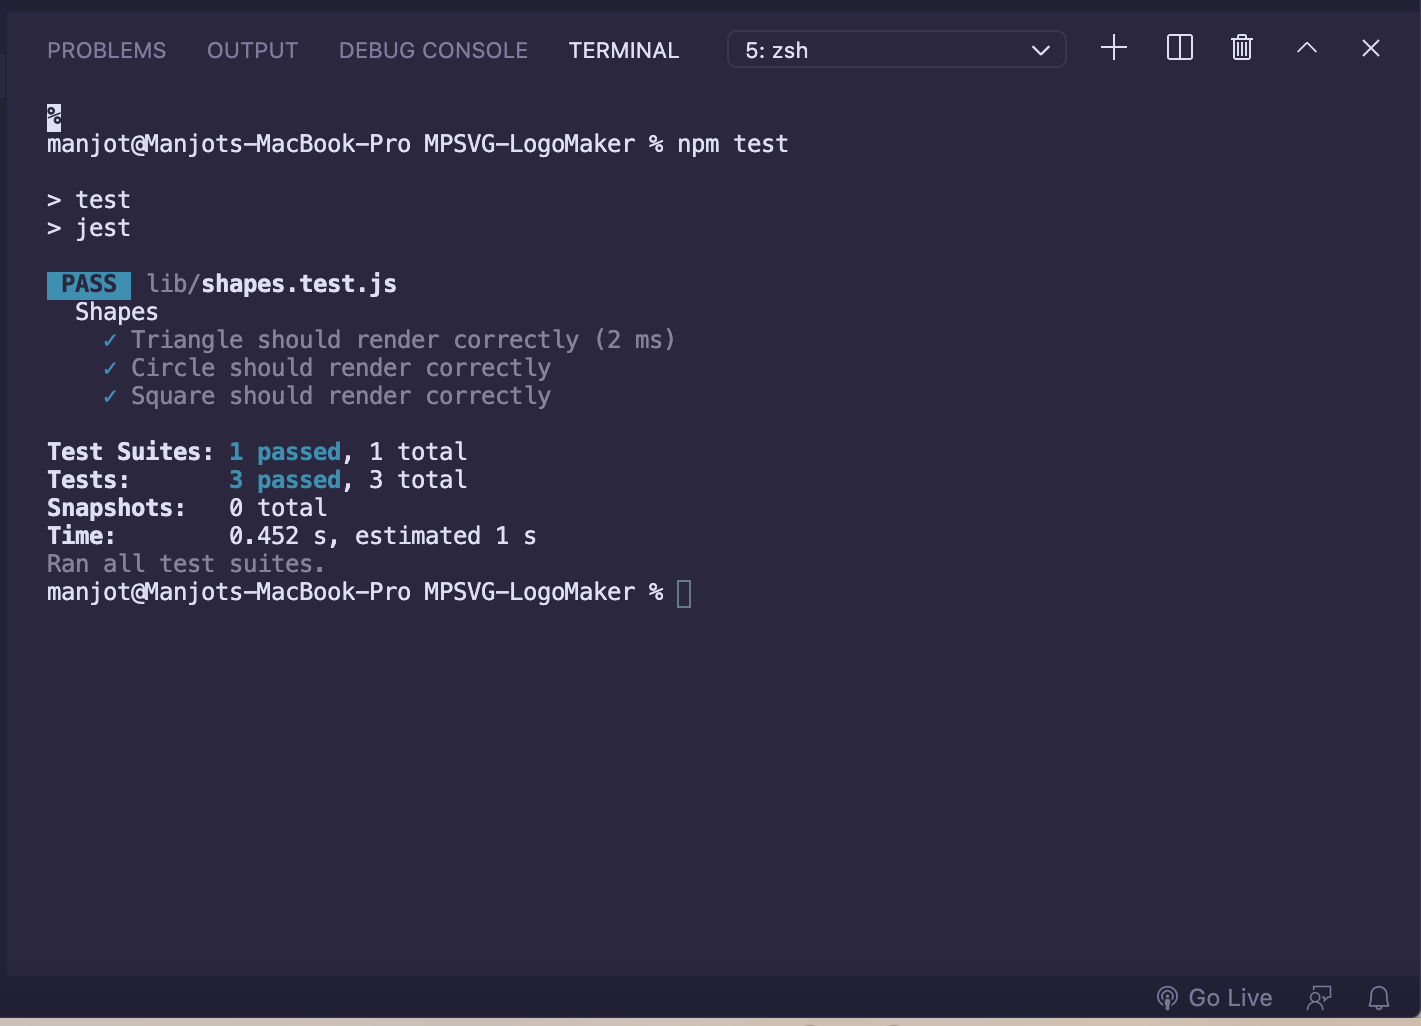 PROBLEMS OUTPUT DEBUG CONSOLE TERMINAL 5: zsh
%
manjot@Manjots-MacBook-Pro MPSVG-LogoMaker % npm test
> test
> jest
PASS lib/shapes.test.js
Shapes
✓ Triangle should render correctly (2 ms)
✓ Circle should render correctly
✓ Square should render correctly
Test Suites: 1 passed, 1 total
Tests: 3 passed, 3 total
Snapshots: 0 total
Time: 0.452 s, estimated 1 s
Ran all test suites.
manjot@Manjots-MacBook-Pro MPSVG-LogoMaker %
Go Live